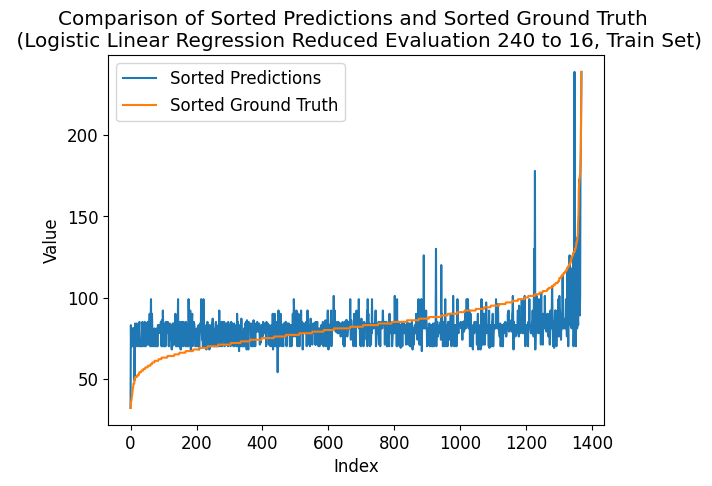 Comparison of Sorted Predictions and Sorted Ground Truth
(Logistic Linear Regression Reduced Evaluation 240 to 16, Train Set)
Sorted Predictions
Sorted Ground Truth
200
150
100
50
Value
0 200 400 600 800 1000 1200 1400
Index